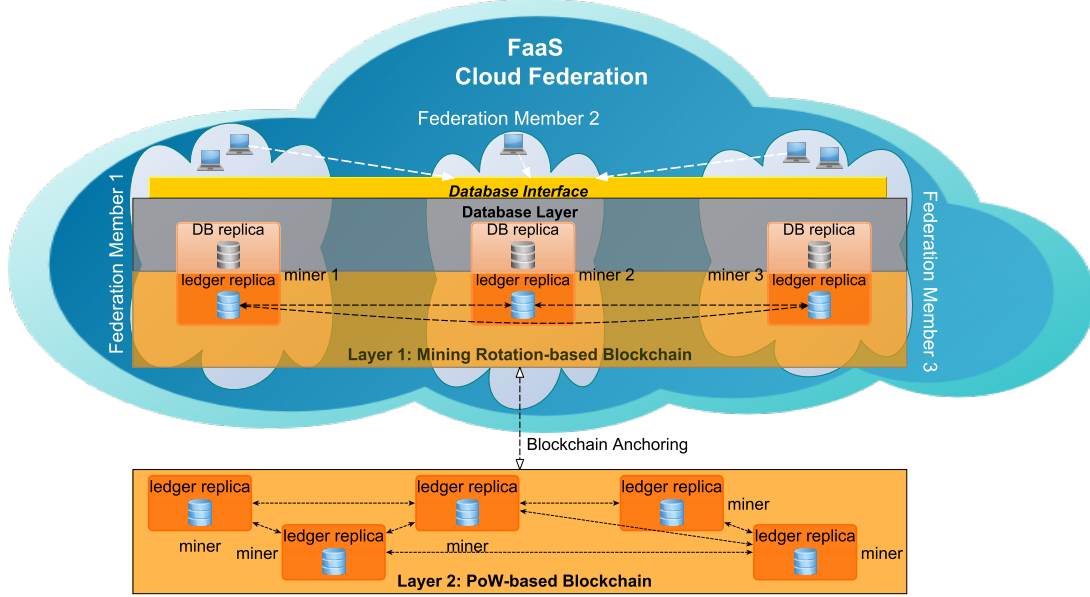 FaaS
Cloud Federation
Federation Member 2
Federation Member 1
Federation Member 3
Database Interface
Database Layer
DB replica
DB replica
DB replica
miner 1
miner 2
miner 3
ledger replica
ledger replica
ledger replica
Layer 1: Mining Rotation-based Blockchain
Blockchain Anchoring
ledger replica
ledger replica
ledger replica
miner
miner
ledger replica
miner
miner
ledger replica
miner
Layer 2: PoW-based Blockchain